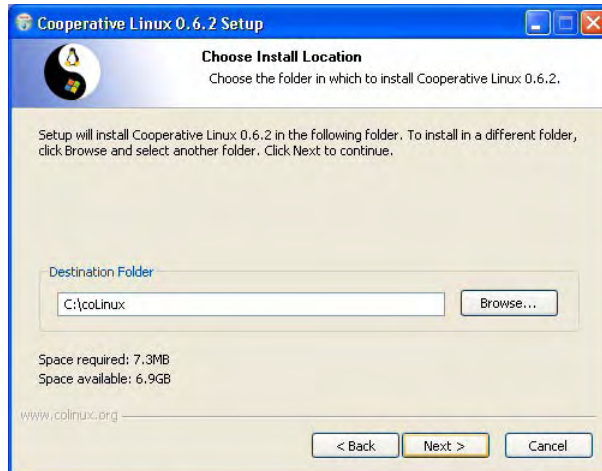 Cooperative Linux 0.6.2 Setup
Choose Install Location
Choose the folder in which to install Cooperative Linux 0.6.2.
Setup will install Cooperative Linux 0.6.2 in the following folder. To install in a different folder,
click Browse and select another folder. Click Next to continue.
Destination Folder
C:\coLinux
Browse...
Space required: 7.3MB
Space available: 6.9GB
www.colinux.org
< Back
Next >
Cancel